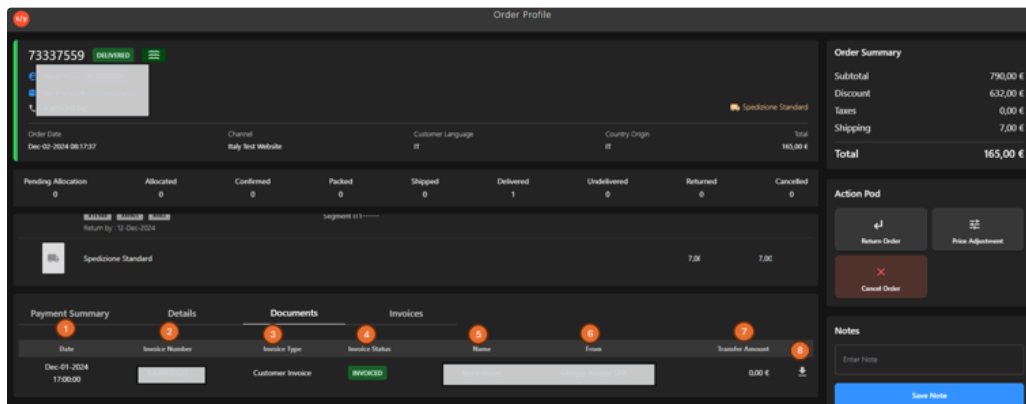 x/y
Order Profile
73337559 DELIVERED
Spedizione Standard
Order Date Channel Customer Language Country Origin Total
Dec-02-2024 08:17:37 Italy Test Website IT IT 165,00 €
Pending Allocation Allocated Confirmed Packed Shipped Delivered Undelivered Returned Cancelled
0 0 0 0 0 1 0 0 0
Return by : 12-Dec-2024
Spedizione Standard 7,00 7,00
Payment Summary Details Documents Invoices
1 2 3 4 5 6 7 8
Date Invoice Number Invoice Type Invoice Status Name From Transfer Amount
Dec-01-2024
17:00:00
Customer Invoice INVOICED 0,00 €
Order Summary
Subtotal 790,00 €
Discount 632,00 €
Taxes 0,00 €
Shipping 7,00 €
Total 165,00 €
Action Pod
Return Order Price Adjustment
Cancel Order
Notes
Enter Note
Save Note